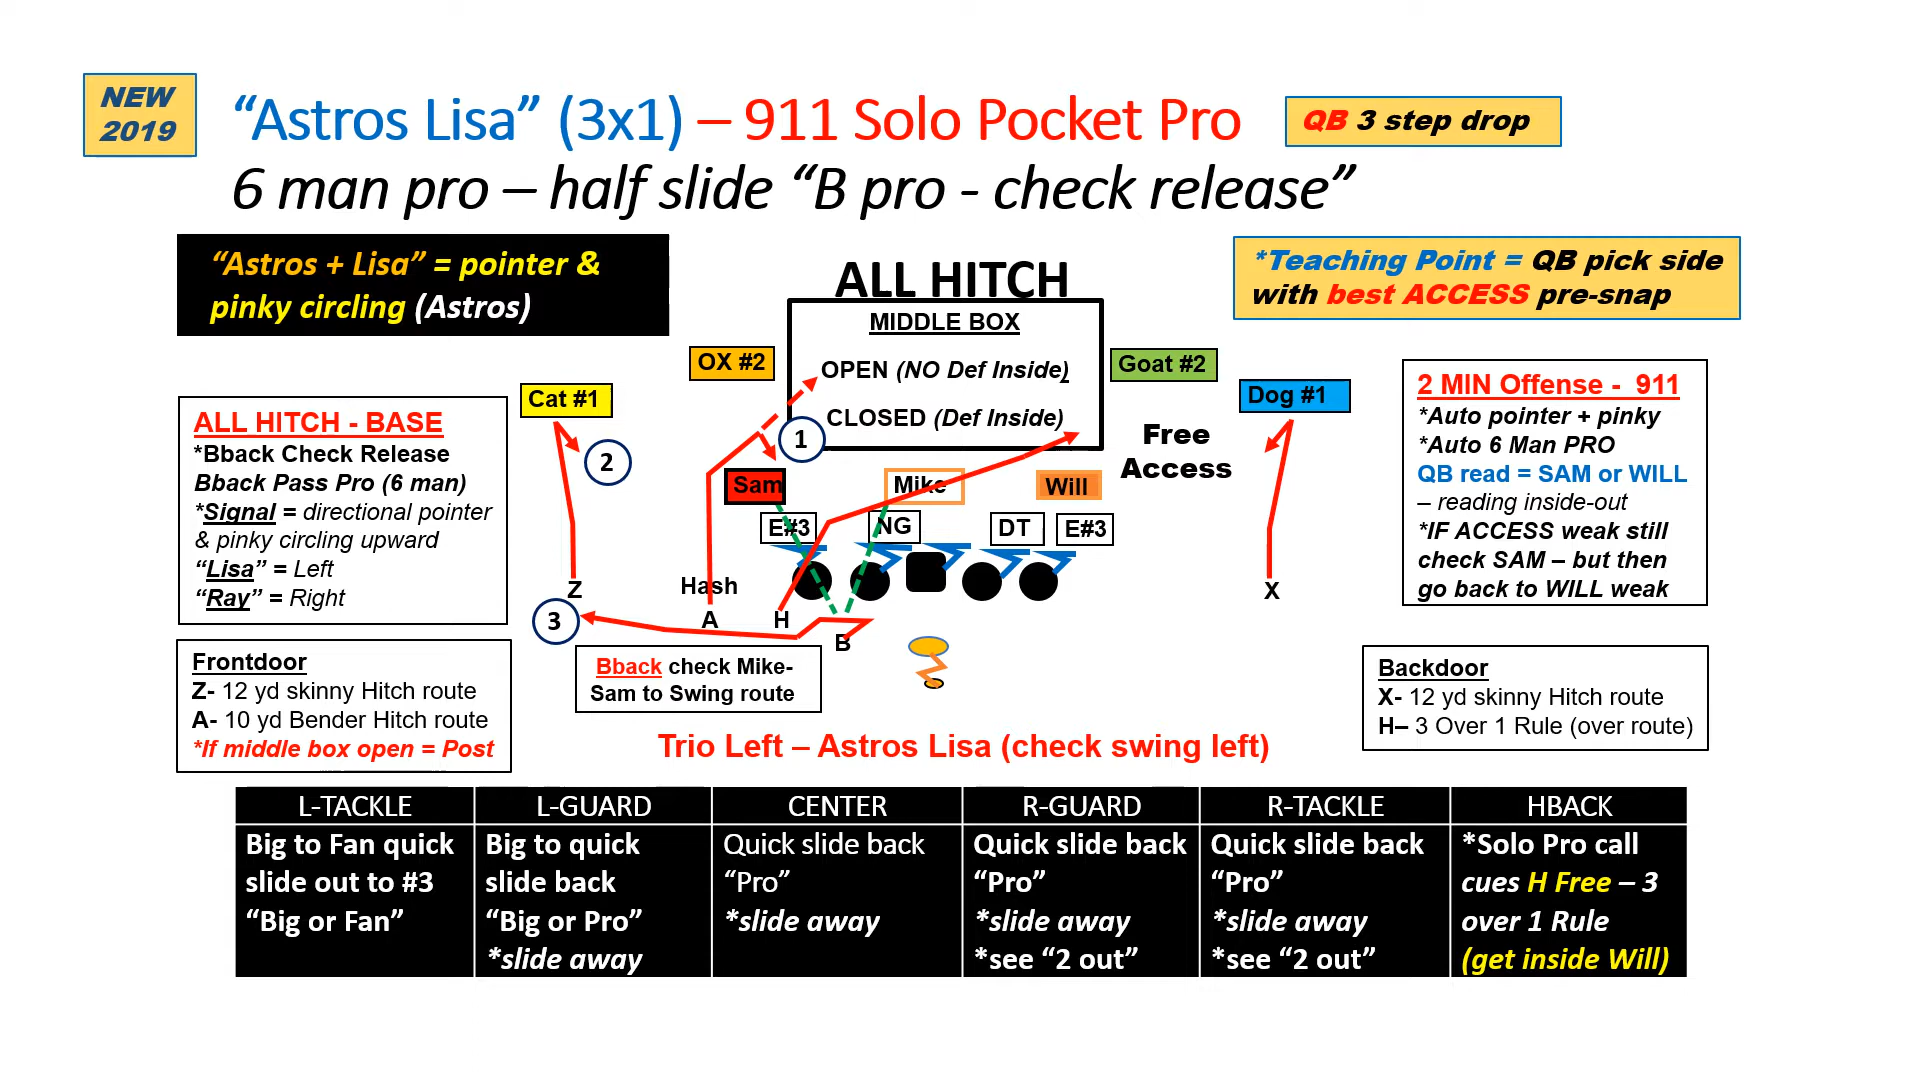 NEW
2019
“Astros Lisa” (3x1) – 911 Solo Pocket Pro
QB 3 step drop
6 man pro – half slide “B pro - check release”
“Astros + Lisa” = pointer &
pinky circling (Astros)
ALL HITCH
*Teaching Point = QB pick side
with best ACCESS pre-snap
MIDDLE BOX
OPEN (NO Def Inside)
CLOSED (Def Inside)
OX #2
Goat #2
Cat #1
Dog #1
1
2
3
Free
Access
Sam
Mike
Will
E#3
NG
DT
E#3
Z
Hash
A
H
B
X
ALL HITCH - BASE
*Bback Check Release
Bback Pass Pro (6 man)
*Signal = directional pointer
& pinky circling upward
“Lisa” = Left
“Ray” = Right
2 MIN Offense - 911
*Auto pointer + pinky
*Auto 6 Man PRO
QB read = SAM or WILL
– reading inside-out
*IF ACCESS weak still
check SAM – but then
go back to WILL weak
Frontdoor
Z- 12 yd skinny Hitch route
A- 10 yd Bender Hitch route
*If middle box open = Post
Bback check Mike-
Sam to Swing route
Backdoor
X- 12 yd skinny Hitch route
H– 3 Over 1 Rule (over route)
Trio Left – Astros Lisa (check swing left)
L-TACKLE
Big to Fan quick
slide out to #3
“Big or Fan”
L-GUARD
Big to quick
slide back
“Big or Pro”
*slide away
CENTER
Quick slide back
“Pro”
*slide away
R-GUARD
Quick slide back
“Pro”
*slide away
*see “2 out”
R-TACKLE
Quick slide back
“Pro”
*slide away
*see “2 out”
HBACK
*Solo Pro call
cues H Free – 3
over 1 Rule
(get inside Will)